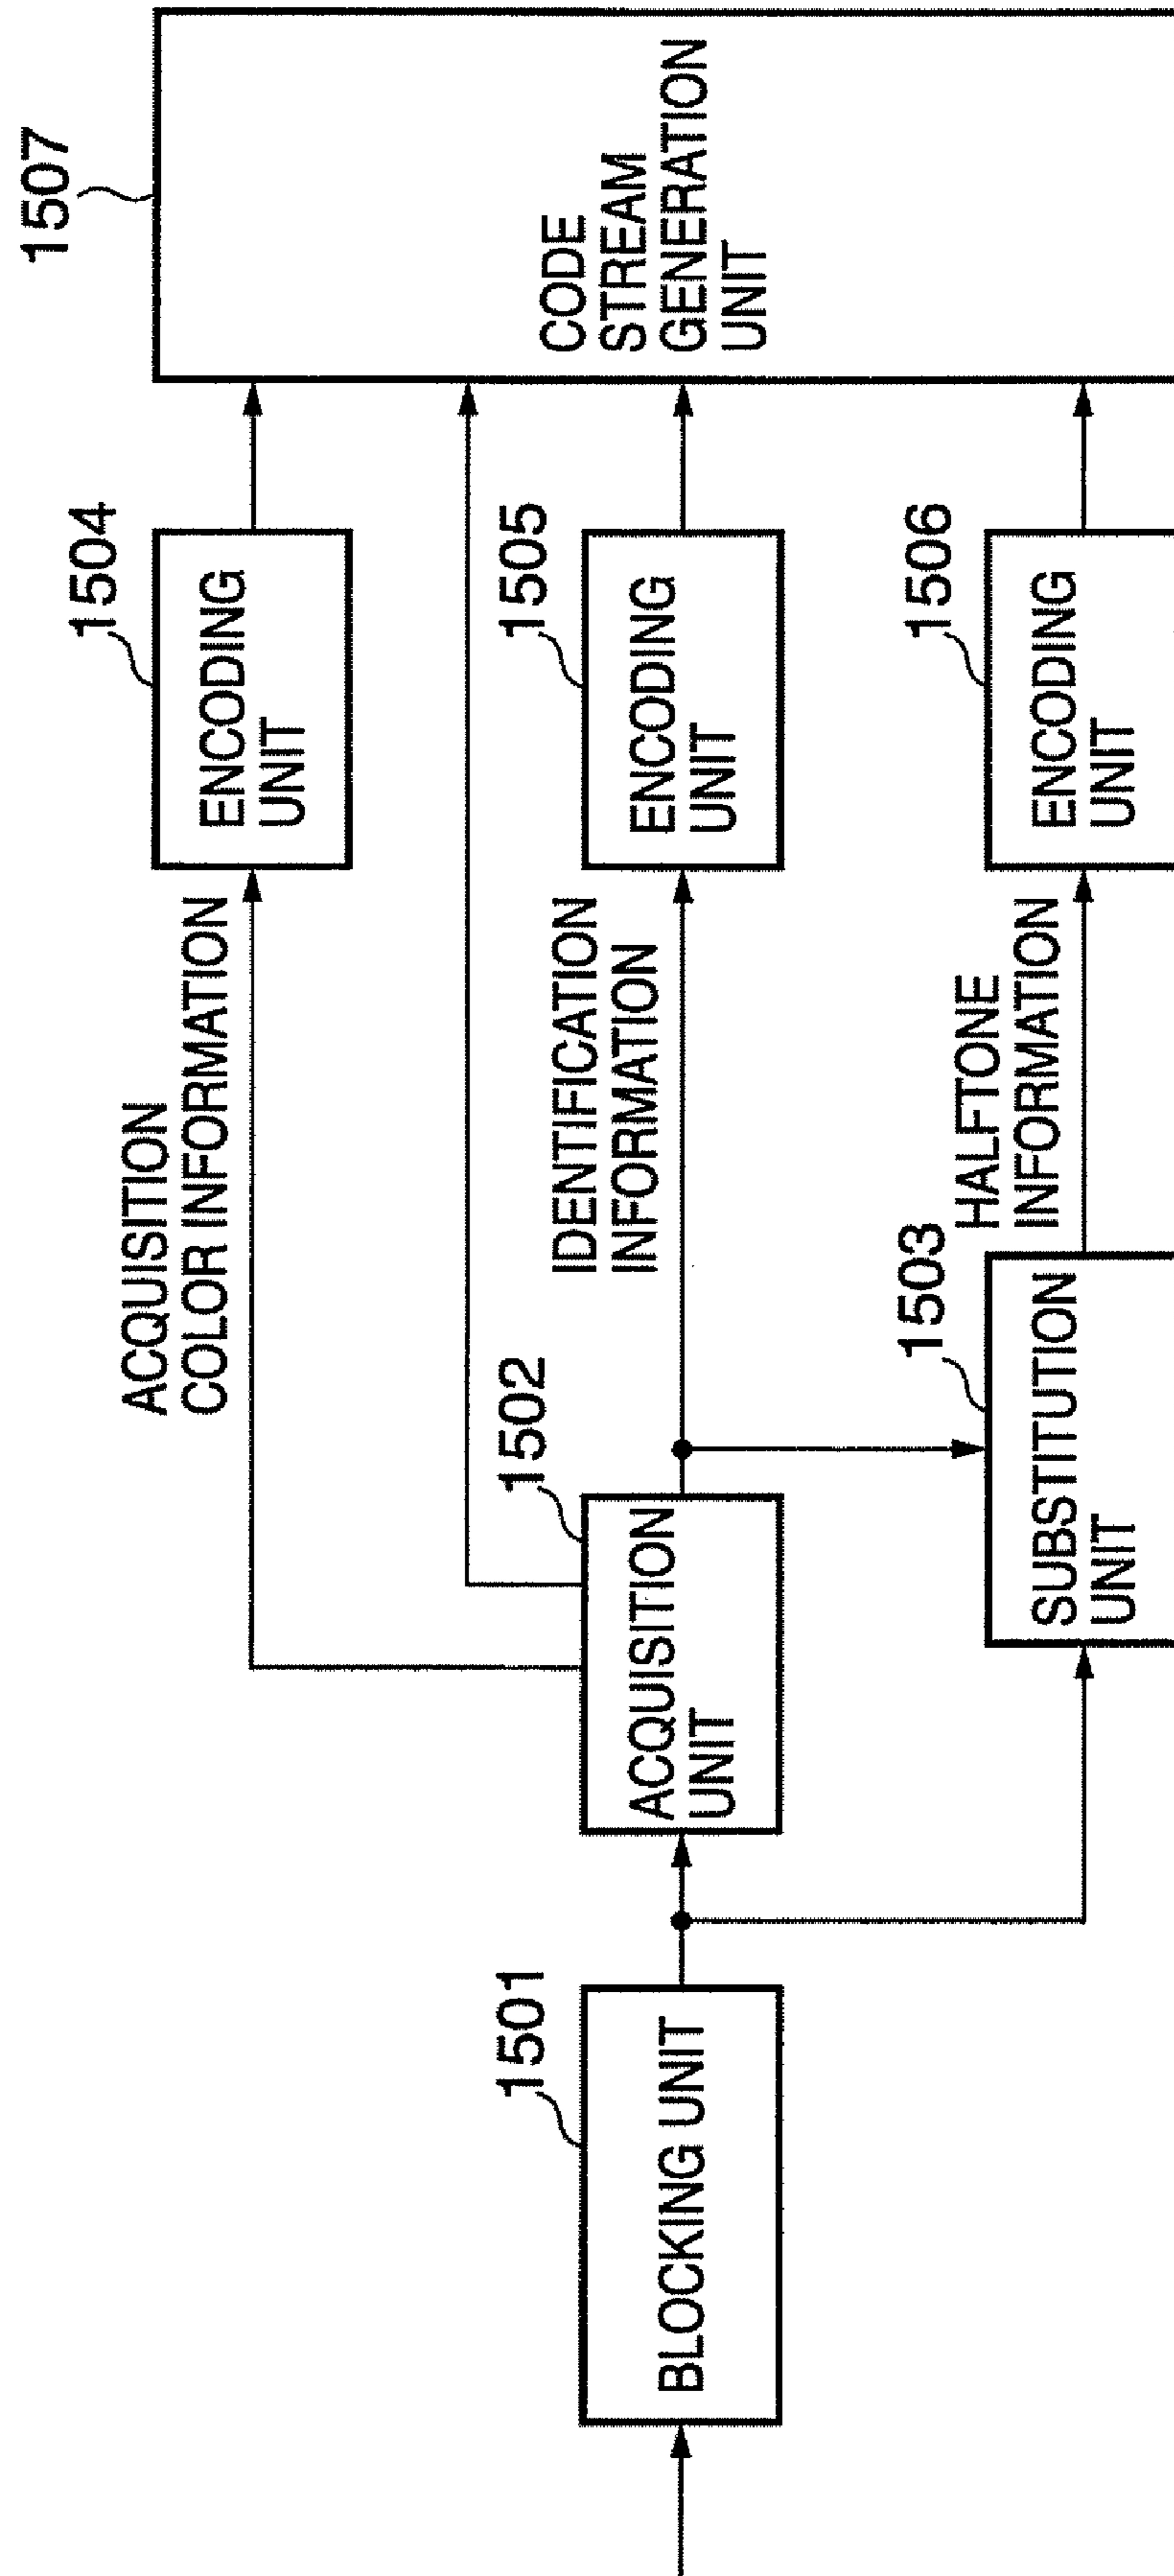 1501
BLOCKING UNIT
1502
ACQUISITION
UNIT
ACQUISITION
COLOR INFORMATION
IDENTIFICATION
INFORMATION
1503
SUBSTITUTION
UNIT
HALFTONE
INFORMATION
1504
ENCODING
UNIT
1505
ENCODING
UNIT
1506
ENCODING
UNIT
1507
CODE
STREAM
GENERATION
UNIT